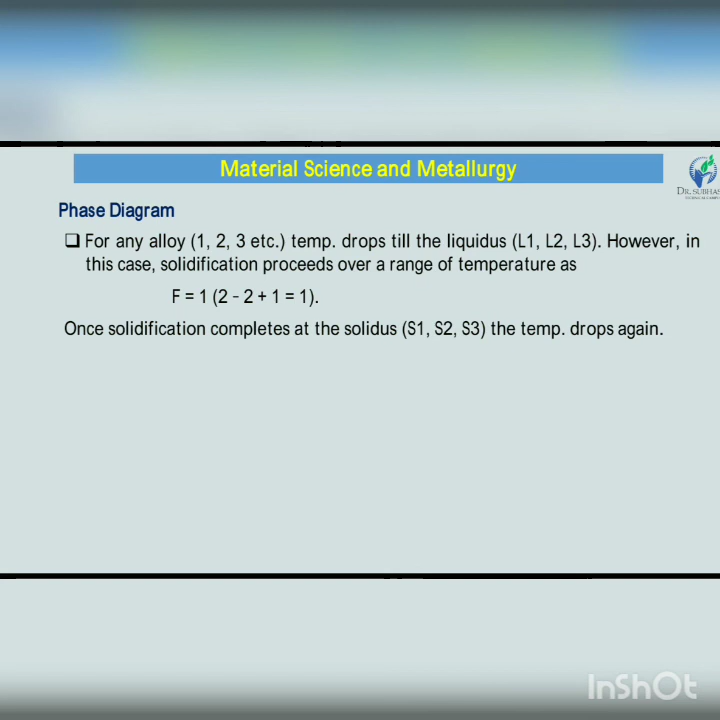 Material Science and Metallurgy
DR. SUBHAS
Phase Diagram
❑ For any alloy (1, 2, 3 etc.) temp. drops till the liquidus (L1, L2, L3). However, in
this case, solidification proceeds over a range of temperature as
F = 1 (2 – 2 + 1 = 1).
Once solidification completes at the solidus (S1, S2, S3) the temp. drops again.
InShOt